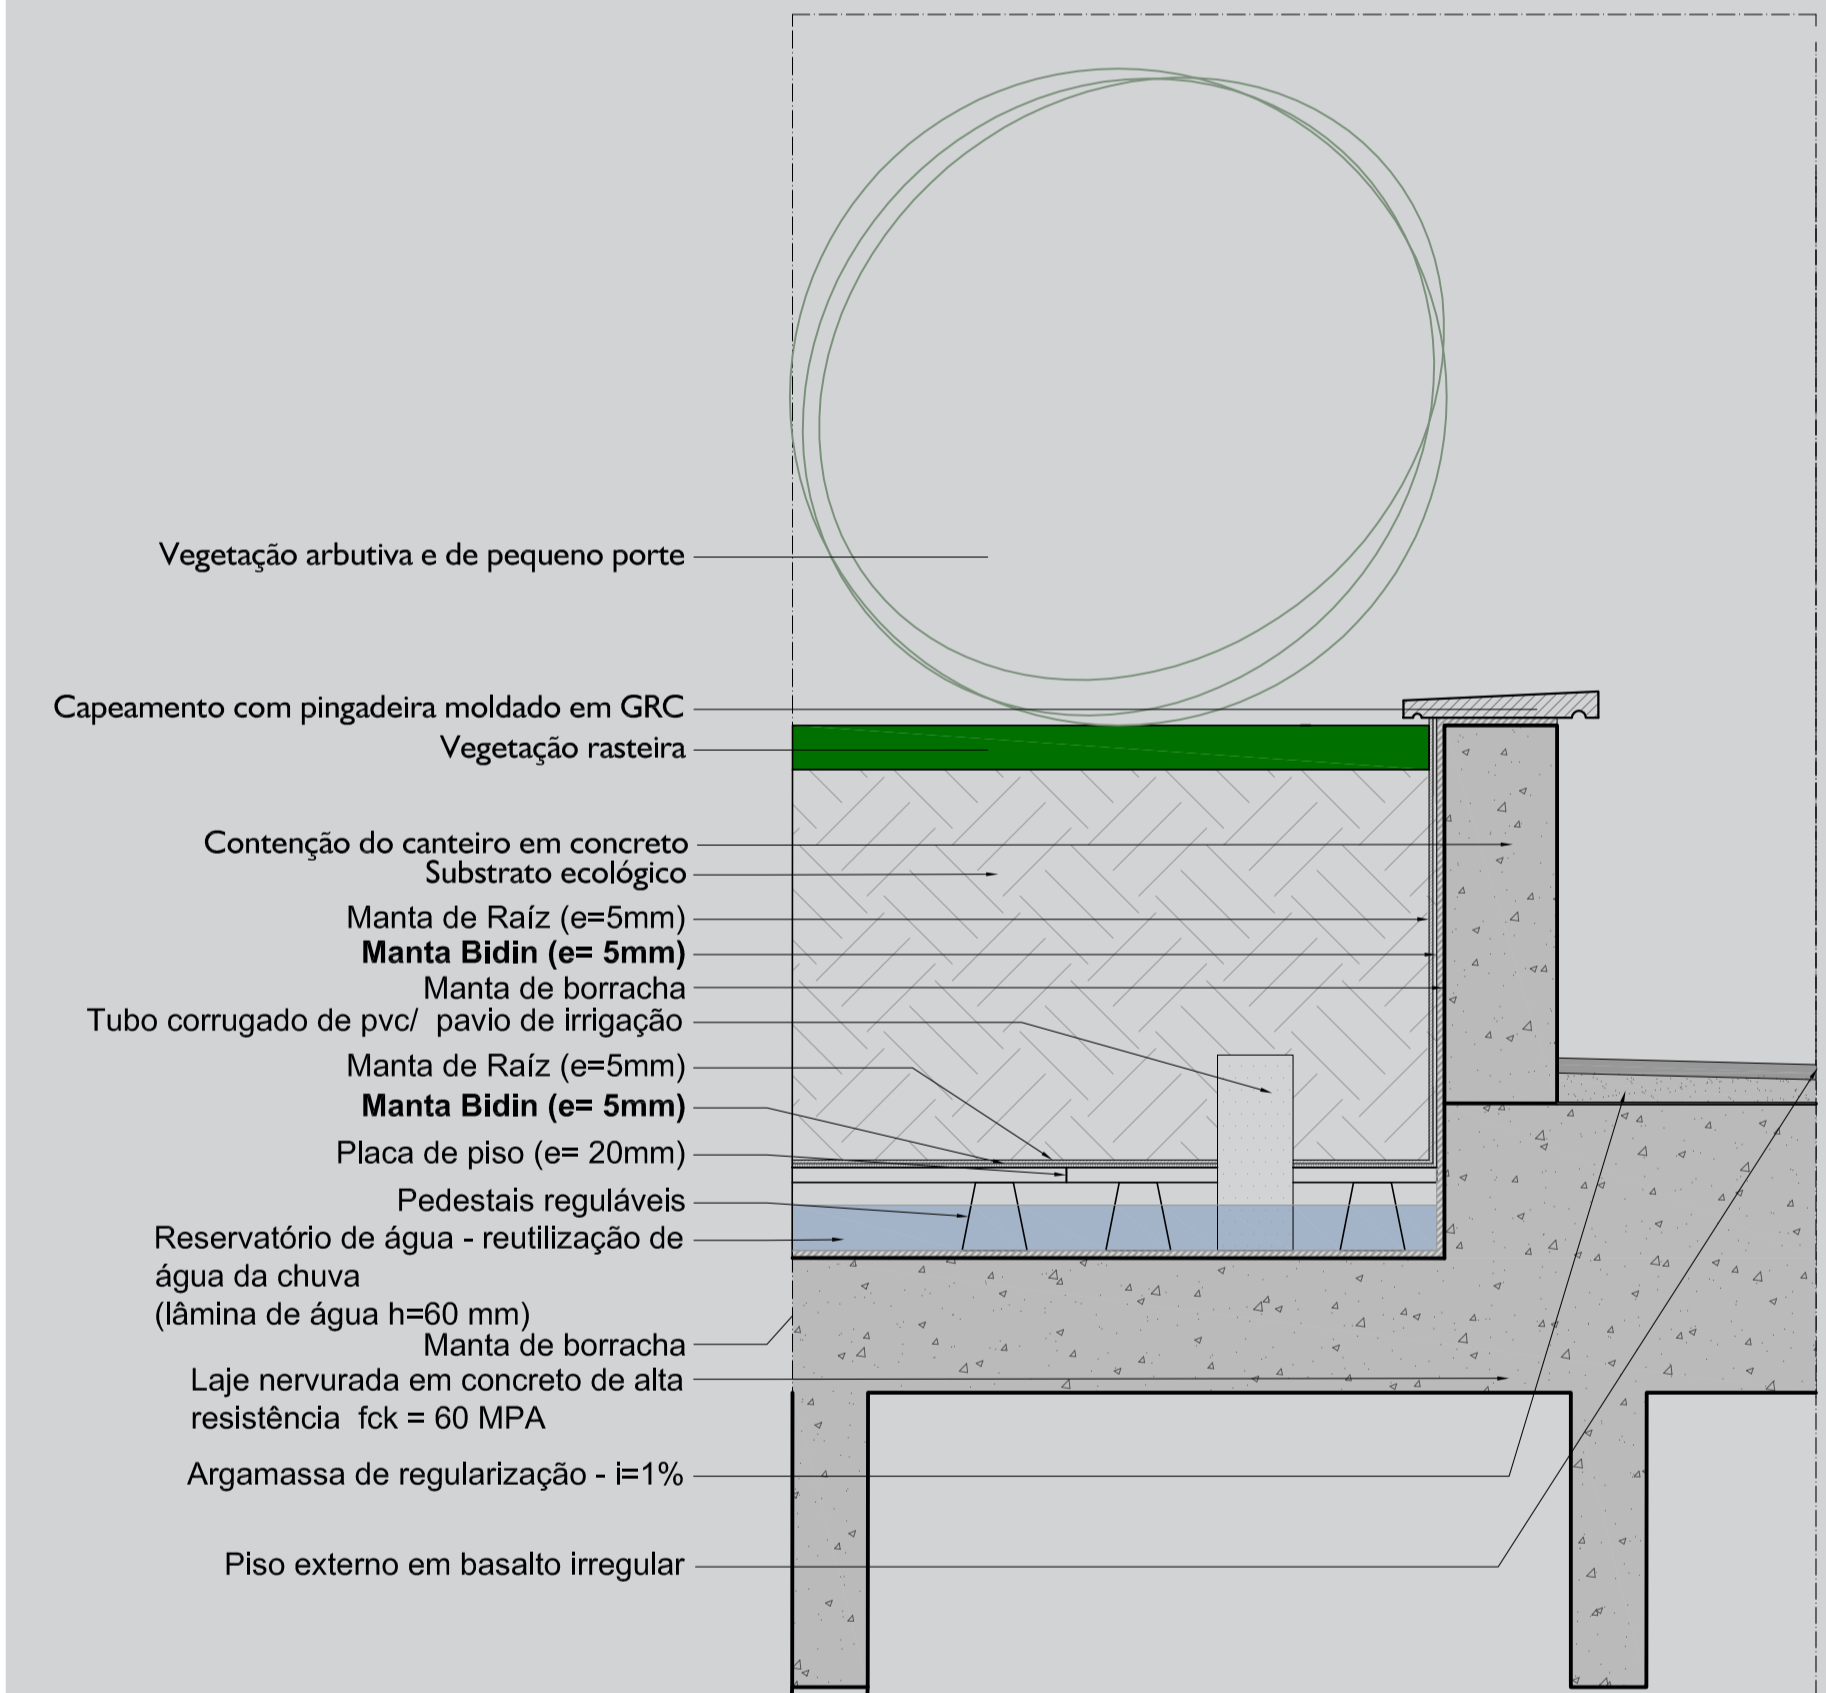 Vegetação arbutiva e de pequeno porte
Capeamento com pingadeira moldado em GRC
Vegetação rasteira
Contenção do canteiro em concreto
Substrato ecológico
Manta de Raíz (e=5mm)
Manta Bidin (e= 5mm)
Manta de borracha
Tubo corrugado de pvc/ pavio de irrigação
Manta de Raíz (e=5mm)
Manta Bidin (e= 5mm)
Placa de piso (e= 20mm)
Pedestais reguláveis
Reservatório de água - reutilização de
água da chuva
(lâmina de água h=60 mm)
Manta de borracha
Laje nervurada em concreto de alta
resistência fck = 60 MPA
Argamassa de regularização - i=1%
Piso externo em basalto irregular